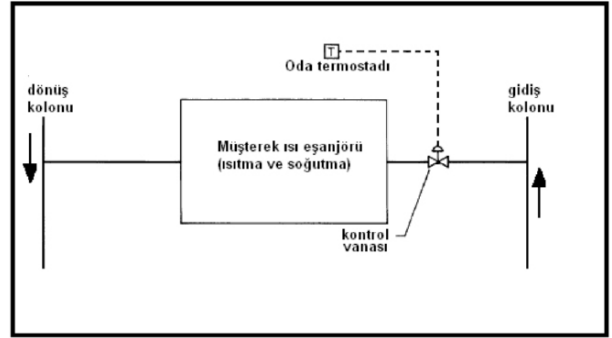 T
Oda termostadı
dönüş
kolonu
gidiş
kolonu
Müşterek ısı eşanjörü
(ısıtma ve soğutma)
kontrol
vanası